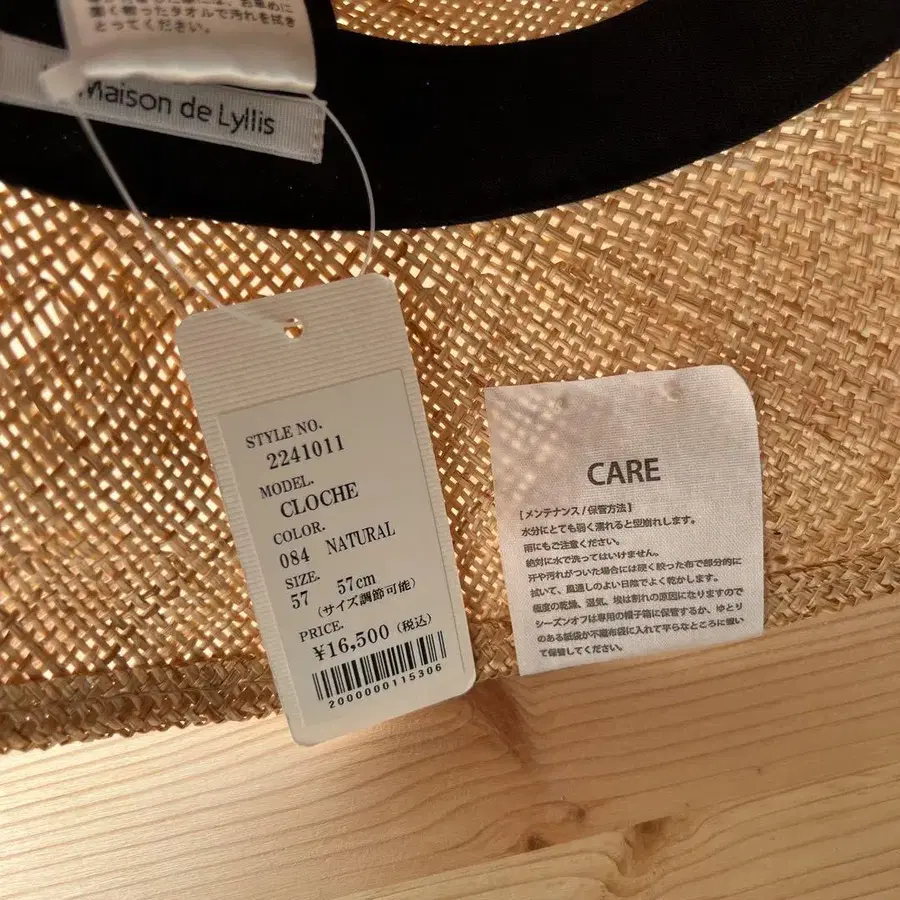 厚く絞ったタオルで汚れを拭き
とってください。
Maison de Lyllis
STYLE NO.
2241011
MODEL.
CLOCHE
COLOR.
084 NATURAL
SIZE.
57 57cm
(サイズ調節可能)
PRICE.
¥16,500 (税込)
2000000115306
CARE
[メンテナンス/保管方法]
水分にとても弱く濡れると型崩れします。
雨にもご注意ください。
絶対に水で洗ってはいけません。
汗や汚れがついた場合には硬く絞った布で部分的に
拭いて、風通しのよい日陰でよく乾かします。
極度の乾燥、湿気、埃は割れの原因になりますので
シーズンオフは専用の帽子箱に保管するか、ゆとり
のある紙袋か不織布袋に入れて平らなところに置い
て保管してください。